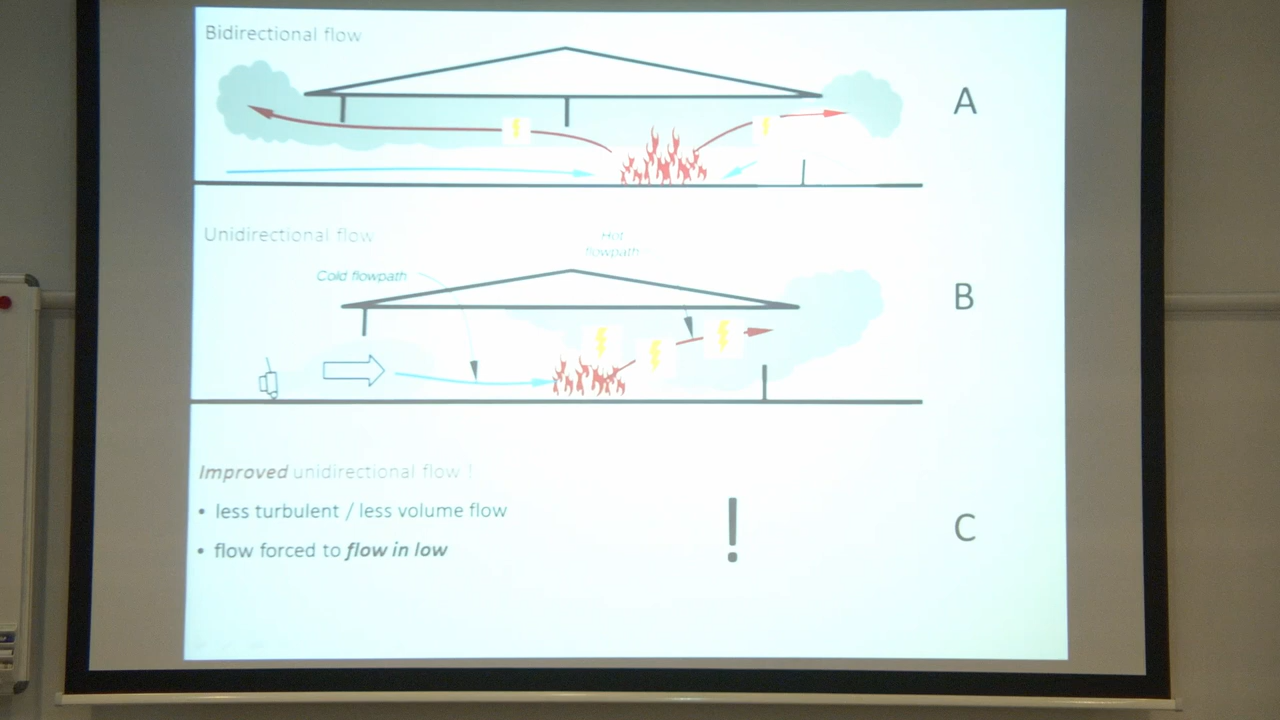 Bidirectional flow
A
Unidirectional flow
Hot
flowpath
Cold flowpath
B
Improved unidirectional flow !
• less turbulent / less volume flow
!
C
• flow forced to flow in low